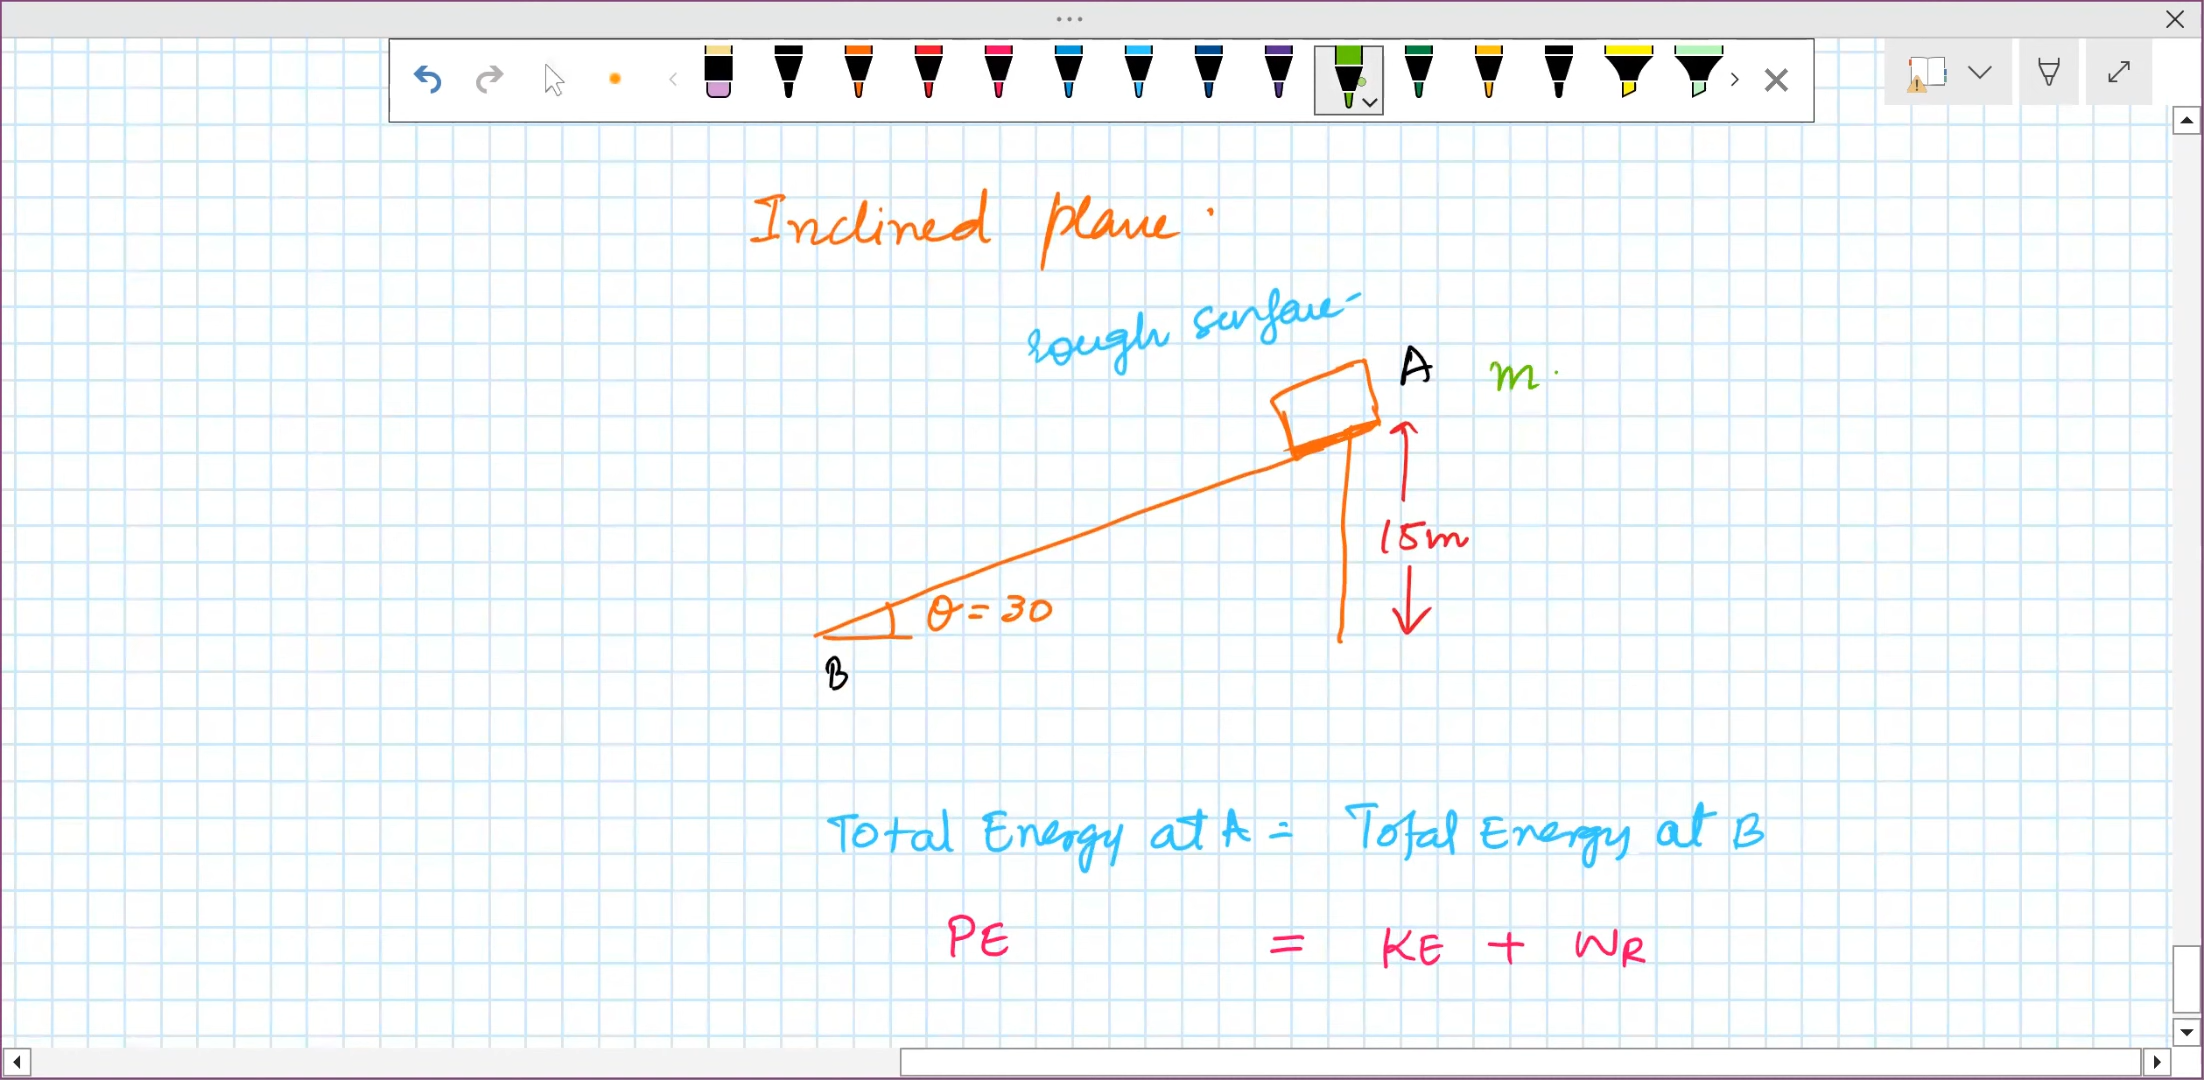 Inclined plane.
rough surface
A m.
15m
θ = 30
B
Total Energy at A = Total Energy at B
PE = KE + WR